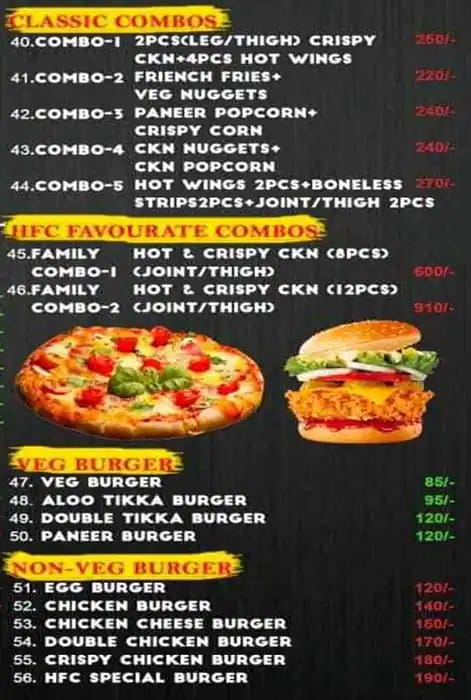 CLASSIC COMBOS
40.COMBO-1 2PCS(LEG/THIGH) CRISPY 250/-
CKN+4PCS HOT WINGS
41.COMBO-2 FRIENCH FRIES+ 220/-
VEG NUGGETS
42.COMBO-3 PANEER POPCORN+ 240/-
CRISPY CORN
43.COMBO-4 CKN NUGGETS+ 240/-
CKN POPCORN
44.COMBO-5 HOT WINGS 2PCS+BONELESS 270/-
STRIPS2PCS+JOINT/THIGH 2PCS
HFC FAVOURATE COMBOS
45.FAMILY HOT & CRISPY CKN (8PCS)
COMBO-1 (JOINT/THIGH) 600/-
46.FAMILY HOT & CRISPY CKN (12PCS)
COMBO-2 (JOINT/THIGH) 910/-
VEG BURGER
47. VEG BURGER 85/-
48. ALOO TIKKA BURGER 95/-
49. DOUBLE TIKKA BURGER 120/-
50. PANEER BURGER 120/-
NON-VEG BURGER
51. EGG BURGER 120/-
52. CHICKEN BURGER 140/-
53. CHICKEN CHEESE BURGER 150/-
54. DOUBLE CHICKEN BURGER 170/-
55. CRISPY CHICKEN BURGER 180/-
56. HFC SPECIAL BURGER 190/-